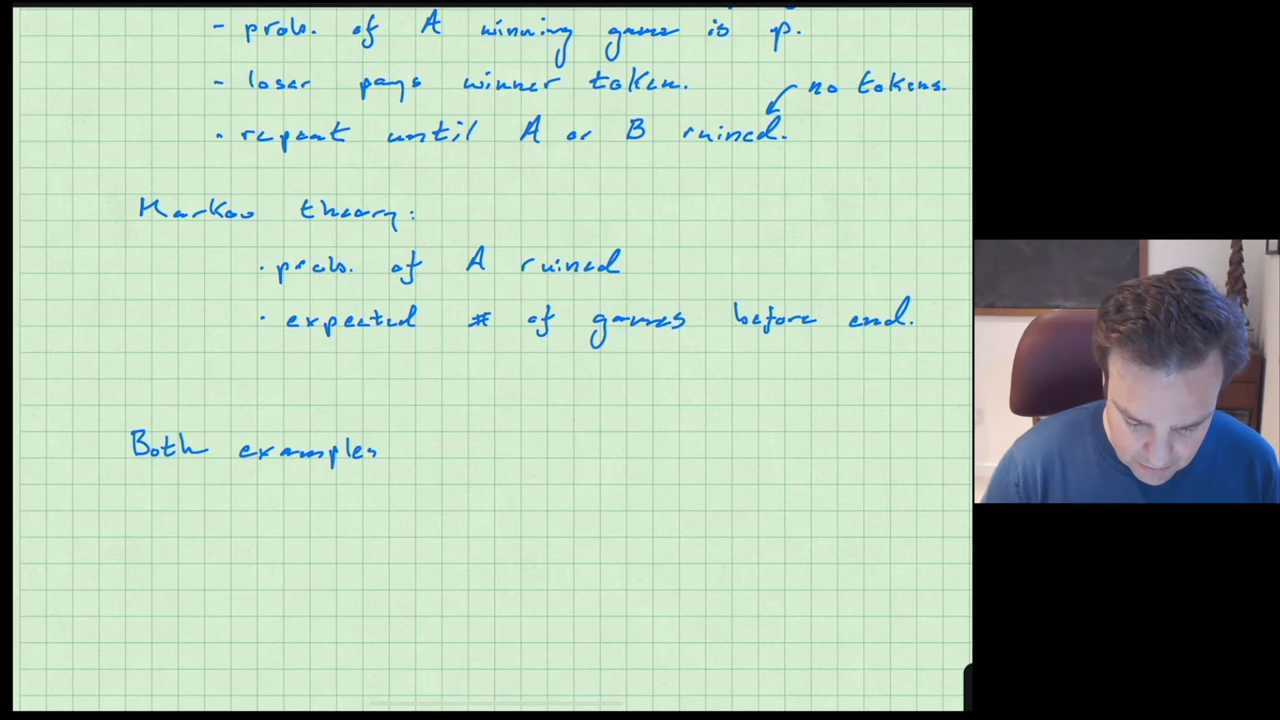 - prob. of A winning game is p.
- loser pays winner token.
no tokens.
- repeat until A or B ruined.
Markov theory:
· prob. of A ruined
· expected # of games before end.
Both examples